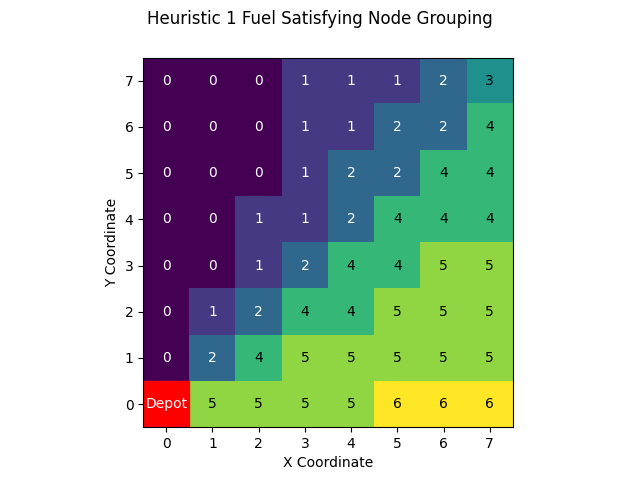 Heuristic 1 Fuel Satisfying Node Grouping
7 0 0 0 1 1 1 2 3
6 0 0 0 1 1 2 2 4
5 0 0 0 1 2 2 4 4
4 0 0 1 1 2 4 4 4
3 0 0 1 2 4 4 5 5
2 0 1 2 4 4 5 5 5
1 0 2 4 5 5 5 5 5
0 Depot 5 5 5 5 6 6 6
0 1 2 3 4 5 6 7
X Coordinate
Y Coordinate